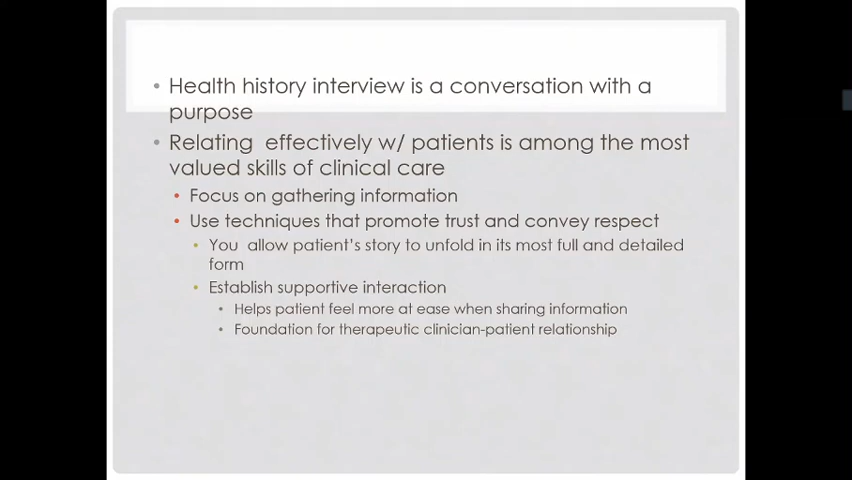 • Health history interview is a conversation with a
purpose
• Relating effectively w/ patients is among the most
valued skills of clinical care
• Focus on gathering information
• Use techniques that promote trust and convey respect
• You allow patient's story to unfold in its most full and detailed
form
• Establish supportive interaction
• Helps patient feel more at ease when sharing information
• Foundation for therapeutic clinician-patient relationship